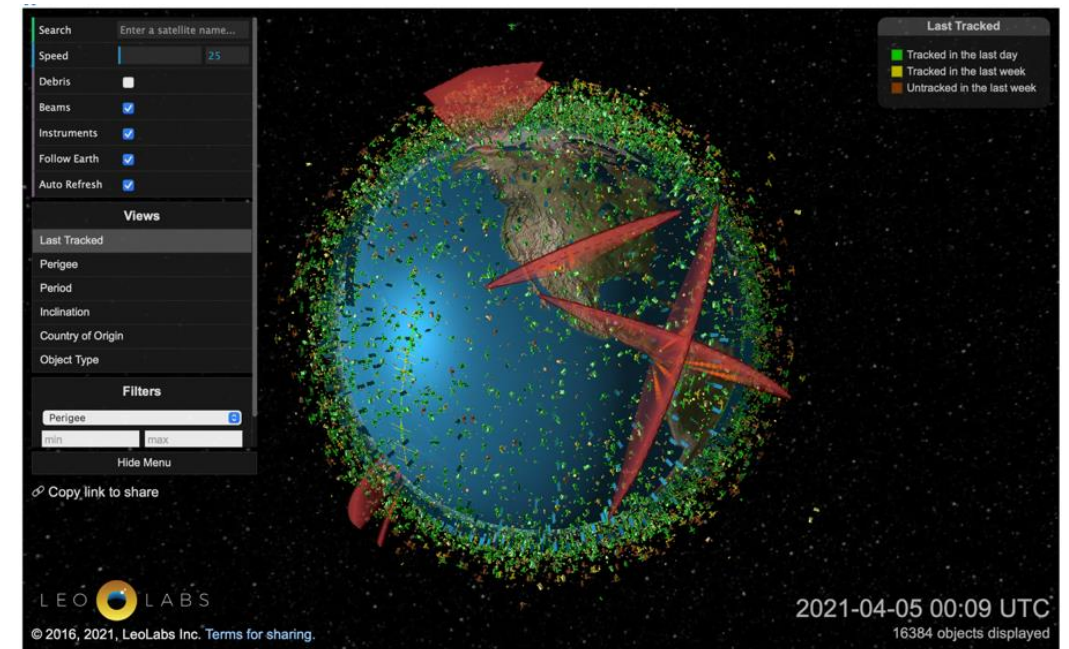 Search Enter a satellite name...
Speed 25
Debris
Beams
Instruments
Follow Earth
Auto Refresh
Views
Last Tracked
Perigee
Period
Inclination
Country of Origin
Object Type
Filters
Perigee
min max
Hide Menu
Copy link to share
LEO LABS
© 2016, 2021, LeoLabs Inc. Terms for sharing.
Last Tracked
Tracked in the last day
Tracked in the last week
Untracked in the last week
2021-04-05 00:09 UTC
16384 objects displayed